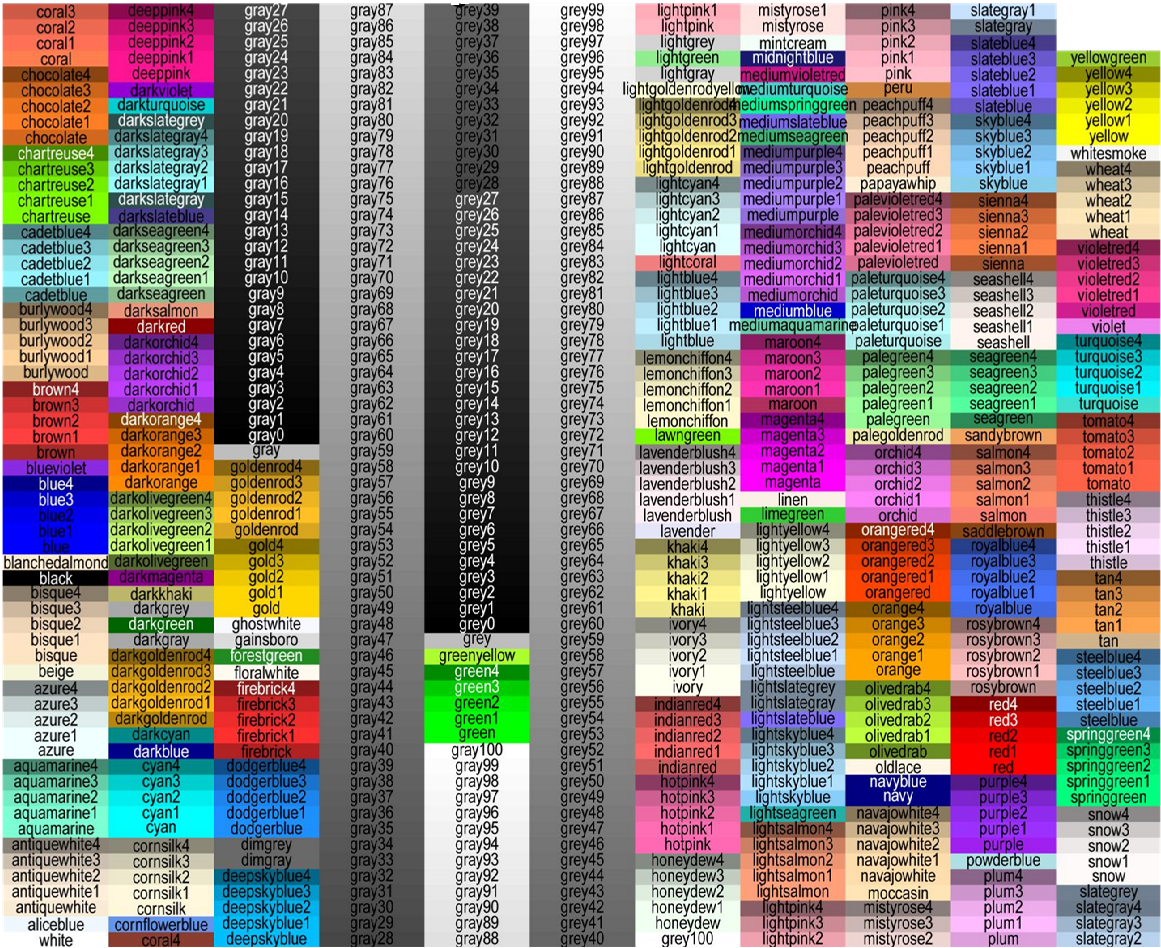 coral3
coral2
coral1
coral
chocolate4
chocolate3
chocolate2
chocolate1
chocolate
chartreuse4
chartreuse3
chartreuse2
chartreuse1
chartreuse
cadetblue4
cadetblue3
cadetblue2
cadetblue1
cadetblue
burlywood4
burlywood3
burlywood2
burlywood1
burlywood
brown4
brown3
brown2
brown1
brown
blueviolet
blue4
blue3
blue2
blue1
blue
blanchedalmond
black
bisque4
bisque3
bisque2
bisque1
bisque
beige
azure4
azure3
azure2
azure1
azure
aquamarine4
aquamarine3
aquamarine2
aquamarine1
aquamarine
antiquewhite4
antiquewhite3
antiquewhite2
antiquewhite1
antiquewhite
aliceblue
white
deeppink4
deeppink3
deeppink2
deeppink1
deeppink
darkviolet
darkturquoise
darkslategrey
darkslategray4
darkslategray3
darkslategray2
darkslategray1
darkslategray
darkslateblue
darkseagreen4
darkseagreen3
darkseagreen2
darkseagreen1
darkseagreen
darksalmon
darkred
darkorchid4
darkorchid3
darkorchid2
darkorchid1
darkorchid
darkorange4
darkorange3
darkorange2
darkorange1
darkorange
darkolivegreen4
darkolivegreen3
darkolivegreen2
darkolivegreen1
darkolivegreen
darkmagenta
darkkhaki
darkgrey
darkgreen
darkgray
darkgoldenrod4
darkgoldenrod3
darkgoldenrod2
darkgoldenrod1
darkgoldenrod
darkcyan
darkblue
cyan4
cyan3
cyan2
cyan1
cyan
cornsilk4
cornsilk3
cornsilk2
cornsilk1
cornsilk
cornflowerblue
coral4
gray27
gray26
gray25
gray24
gray23
gray22
gray21
gray20
gray19
gray18
gray17
gray16
gray15
gray14
gray13
gray12
gray11
gray10
gray9
gray8
gray7
gray6
gray5
gray4
gray3
gray2
gray1
gray0
gray
goldenrod4
goldenrod3
goldenrod2
goldenrod1
goldenrod
gold4
gold3
gold2
gold1
gold
ghostwhite
gainsboro
forestgreen
floralwhite
firebrick4
firebrick3
firebrick2
firebrick1
firebrick
dodgerblue4
dodgerblue3
dodgerblue2
dodgerblue1
dodgerblue
dimgrey
dimgray
deepskyblue4
deepskyblue3
deepskyblue2
deepskyblue1
deepskyblue
gray87
gray86
gray85
gray84
gray83
gray82
gray81
gray80
gray79
gray78
gray77
gray76
gray75
gray74
gray73
gray72
gray71
gray70
gray69
gray68
gray67
gray66
gray65
gray64
gray63
gray62
gray61
gray60
gray59
gray58
gray57
gray56
gray55
gray54
gray53
gray52
gray51
gray50
gray49
gray48
gray47
gray46
gray45
gray44
gray43
gray42
gray41
gray40
gray39
gray38
gray37
gray36
gray35
gray34
gray33
gray32
gray31
gray30
gray29
gray28
grey39
grey38
grey37
grey36
grey35
grey34
grey33
grey32
grey31
grey30
grey29
grey28
grey27
grey26
grey25
grey24
grey23
grey22
grey21
grey20
grey19
grey18
grey17
grey16
grey15
grey14
grey13
grey12
grey11
grey10
grey9
grey8
grey7
grey6
grey5
grey4
grey3
grey2
grey1
grey0
grey
greenyellow
green4
green3
green2
green1
green
gray100
gray99
gray98
gray97
gray96
gray95
gray94
gray93
gray92
gray91
gray90
gray89
gray88
grey99
grey98
grey97
grey96
grey95
grey94
grey93
grey92
grey91
grey90
grey89
grey88
grey87
grey86
grey85
grey84
grey83
grey82
grey81
grey80
grey79
grey78
grey77
grey76
grey75
grey74
grey73
grey72
grey71
grey70
grey69
grey68
grey67
grey66
grey65
grey64
grey63
grey62
grey61
grey60
grey59
grey58
grey57
grey56
grey55
grey54
grey53
grey52
grey51
grey50
grey49
grey48
grey47
grey46
grey45
grey44
grey43
grey42
grey41
grey40
lightpink1
lightpink
lightgrey
lightgreen
lightgray
lightgoldenrodyellow
lightgoldenrod4
lightgoldenrod3
lightgoldenrod2
lightgoldenrod1
lightgoldenrod
lightcyan4
lightcyan3
lightcyan2
lightcyan1
lightcyan
lightcoral
lightblue4
lightblue3
lightblue2
lightblue1
lightblue
lemonchiffon4
lemonchiffon3
lemonchiffon2
lemonchiffon1
lemonchiffon
lawngreen
lavenderblush4
lavenderblush3
lavenderblush2
lavenderblush1
lavenderblush
lavender
khaki4
khaki3
khaki2
khaki1
khaki
ivory4
ivory3
ivory2
ivory1
ivory
indianred4
indianred3
indianred2
indianred1
indianred
hotpink4
hotpink3
hotpink2
hotpink1
hotpink
honeydew4
honeydew3
honeydew2
honeydew1
honeydew
grey100
mistyrose1
mistyrose
mintcream
midnightblue
mediumvioletred
mediumturquoise
mediumspringgreen
mediumslateblue
mediumseagreen
mediumpurple4
mediumpurple3
mediumpurple2
mediumpurple1
mediumpurple
mediumorchid4
mediumorchid3
mediumorchid2
mediumorchid1
mediumorchid
mediumblue
mediumaquamarine
maroon4
maroon3
maroon2
maroon1
maroon
magenta4
magenta3
magenta2
magenta1
magenta
linen
limegreen
lightyellow4
lightyellow3
lightyellow2
lightyellow1
lightyellow
lightsteelblue4
lightsteelblue3
lightsteelblue2
lightsteelblue1
lightsteelblue
lightslategrey
lightslategray
lightslateblue
lightskyblue4
lightskyblue3
lightskyblue2
lightskyblue1
lightskyblue
lightseagreen
lightsalmon4
lightsalmon3
lightsalmon2
lightsalmon1
lightsalmon
lightpink4
lightpink3
lightpink2
pink4
pink3
pink2
pink1
pink
peru
peachpuff4
peachpuff3
peachpuff2
peachpuff1
peachpuff
papayawhip
palevioletred4
palevioletred3
palevioletred2
palevioletred1
palevioletred
paleturquoise4
paleturquoise3
paleturquoise2
paleturquoise1
paleturquoise
palegreen4
palegreen3
palegreen2
palegreen1
palegreen
palegoldenrod
orchid4
orchid3
orchid2
orchid1
orchid
orangered4
orangered3
orangered2
orangered1
orangered
orange4
orange3
orange2
orange1
orange
olivedrab4
olivedrab3
olivedrab2
olivedrab1
olivedrab
oldlace
navyblue
navy
navajowhite4
navajowhite3
navajowhite2
navajowhite1
navajowhite
moccasin
mistyrose4
mistyrose3
mistyrose2
slategray1
slategray
slateblue4
slateblue3
slateblue2
slateblue1
slateblue
skyblue4
skyblue3
skyblue2
skyblue1
skyblue
sienna4
sienna3
sienna2
sienna1
sienna
seashell4
seashell3
seashell2
seashell1
seashell
seagreen4
seagreen3
seagreen2
seagreen1
seagreen
sandybrown
salmon4
salmon3
salmon2
salmon1
salmon
saddlebrown
royalblue4
royalblue3
royalblue2
royalblue1
royalblue
rosybrown4
rosybrown3
rosybrown2
rosybrown1
rosybrown
red4
red3
red2
red1
red
purple4
purple3
purple2
purple1
purple
powderblue
plum4
plum3
plum2
plum1
plum
yellowgreen
yellow4
yellow3
yellow2
yellow1
yellow
whitesmoke
wheat4
wheat3
wheat2
wheat1
wheat
violetred4
violetred3
violetred2
violetred1
violetred
violet
turquoise4
turquoise3
turquoise2
turquoise1
turquoise
tomato4
tomato3
tomato2
tomato1
tomato
thistle4
thistle3
thistle2
thistle1
thistle
tan4
tan3
tan2
tan1
tan
steelblue4
steelblue3
steelblue2
steelblue1
steelblue
springgreen4
springgreen3
springgreen2
springgreen1
springgreen
snow4
snow3
snow2
snow1
snow
slategrey
slategray4
slategray3
slategray2